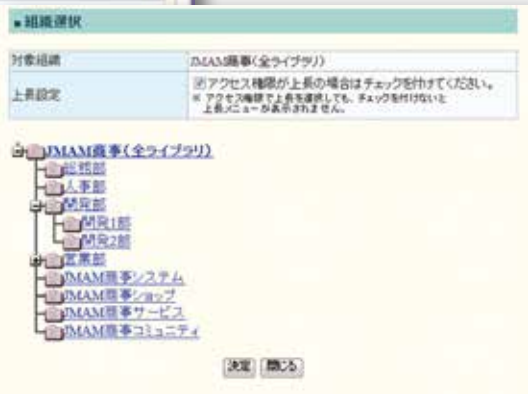 ■組織選択
対象組織
JMAM商事(全ライブラリ)
上長設定
アクセス権限が上長の場合はチェックを付けてください。
※ アクセス権限で上長を選択しても、チェックを付けないと
上長メニューが表示されません。
JMAM商事(全ライブラリ)
総務部
人事部
開発部
開発1部
開発2部
営業部
JMAM商事システム
JMAM商事ショップ
JMAM商事サービス
JMAM商事コミュニティ
決定 閉じる